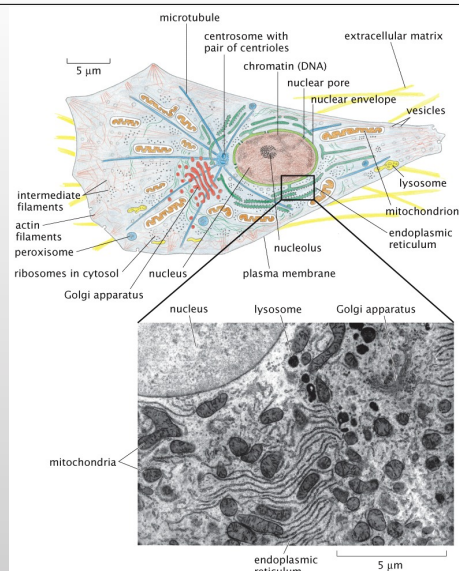 microtubule
centrosome with
pair of centrioles
extracellular matrix
5 µm
chromatin (DNA)
nuclear pore
nuclear envelope
vesicles
lysosome
intermediate
filaments
mitochondrion
actin
filaments
endoplasmic
reticulum
peroxisome
nucleolus
ribosomes in cytosol
nucleus
plasma membrane
Golgi apparatus
nucleus
lysosome
Golgi apparatus
mitochondria
endoplasmic
reticulum
5 µm